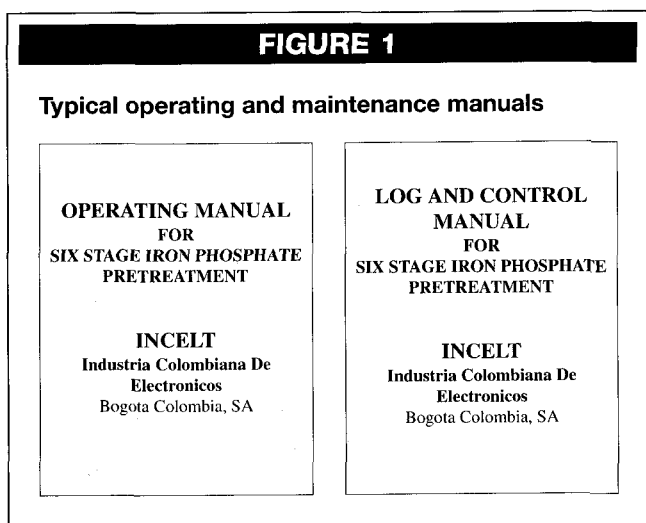 FIGURE 1
Typical operating and maintenance manuals
OPERATING MANUAL
FOR
SIX STAGE IRON PHOSPHATE
PRETREATMENT
INCELT
Industria Colombiana De
Electronicos
Bogota Colombia, SA
LOG AND CONTROL
MANUAL
FOR
SIX STAGE IRON PHOSPHATE
PRETREATMENT
INCELT
Industria Colombiana De
Electronicos
Bogota Colombia, SA